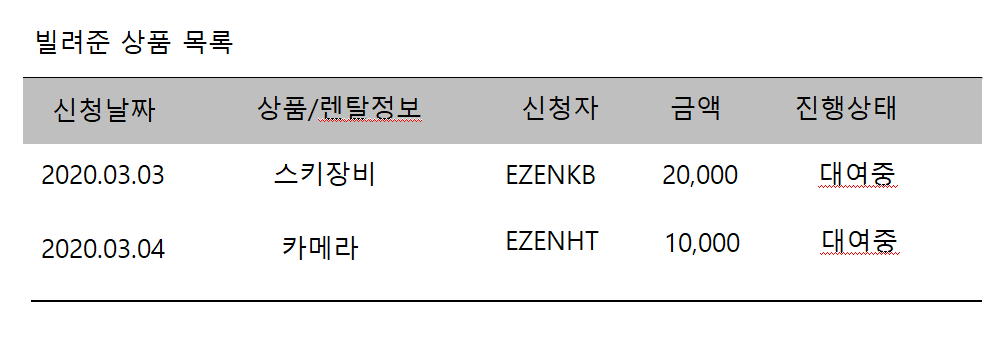 빌려준 상품 목록
신청날짜 상품/렌탈정보 신청자 금액 진행상태
2020.03.03 스키장비 EZENKB 20,000 대여중
2020.03.04 카메라 EZENHT 10,000 대여중